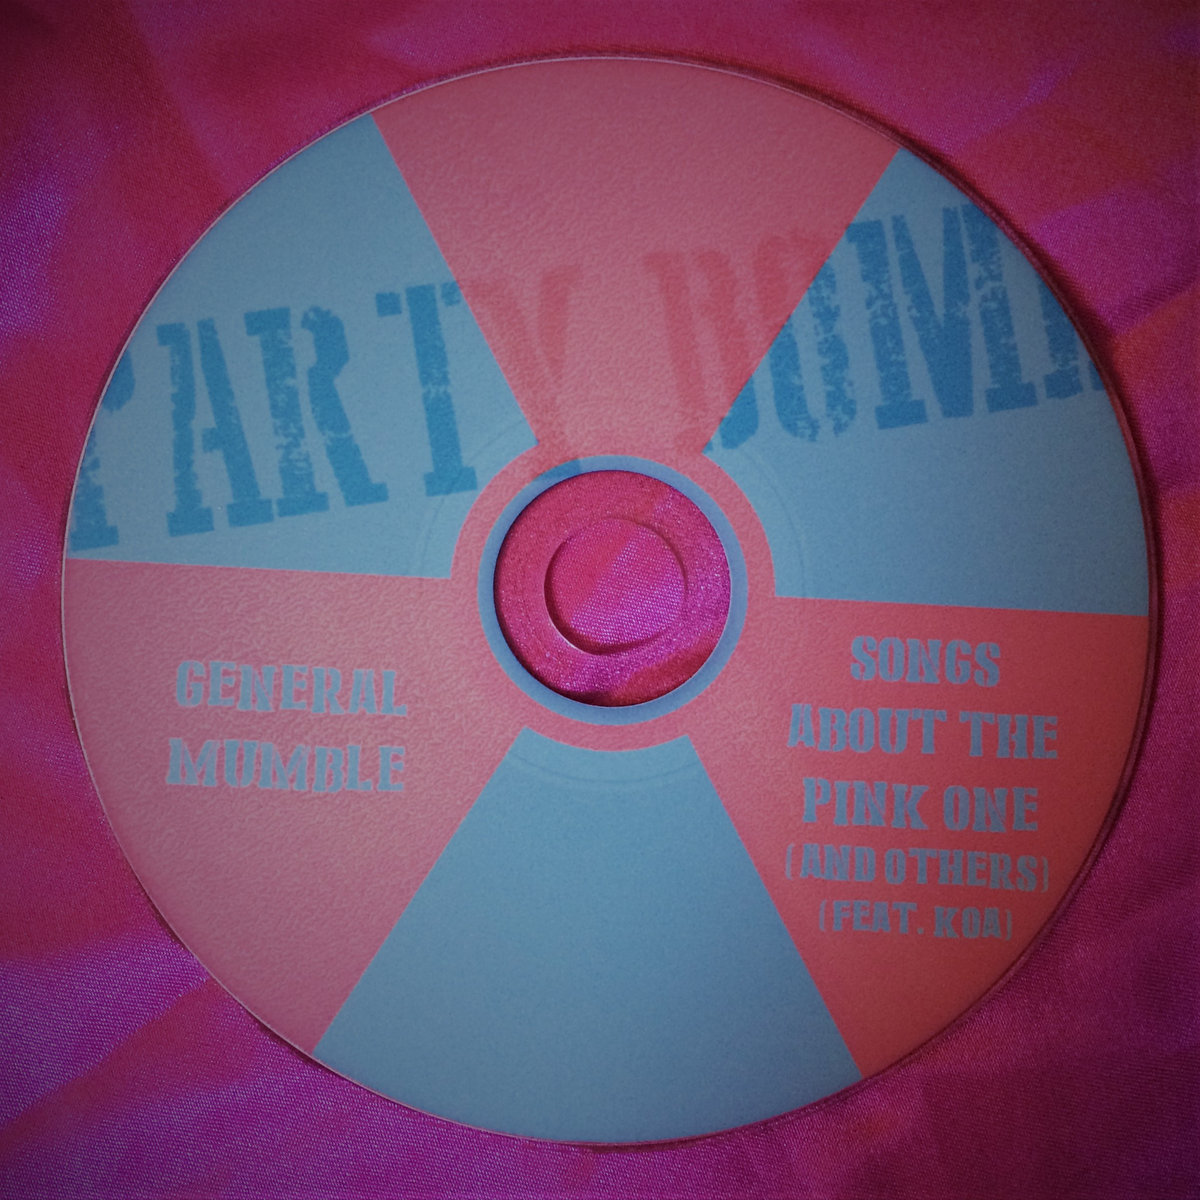 PARTY BOMB
GENERAL
MUMBLE
SONGS
ABOUT THE
PINK ONE
(AND OTHERS)
(FEAT. KOA)